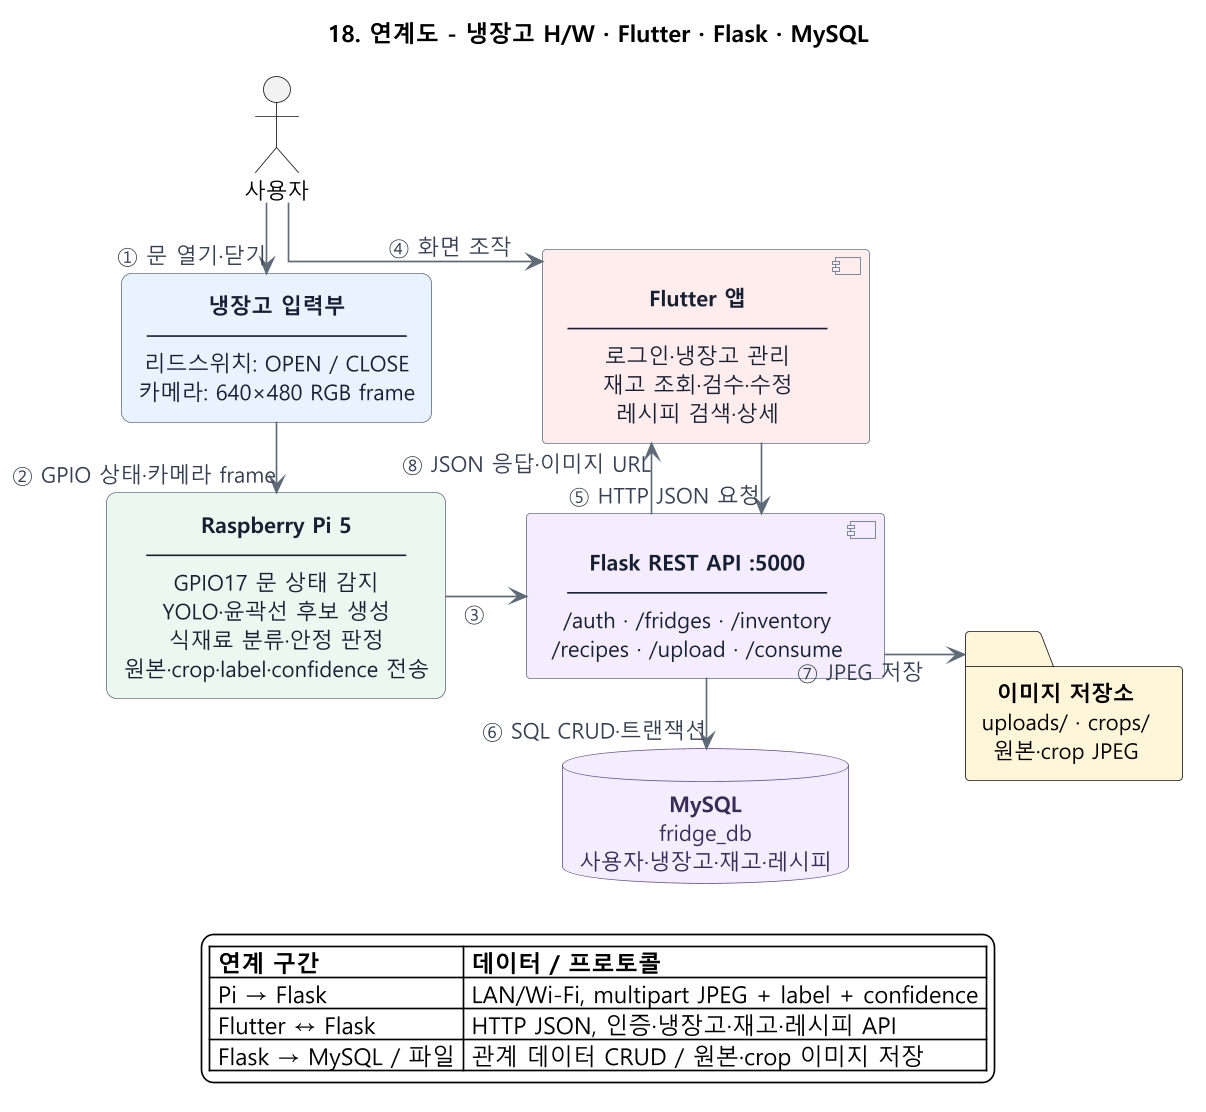 18. 연계도 - 냉장고 H/W · Flutter · Flask · MySQL
사용자
① 문 열기·닫기
④ 화면 조작
냉장고 입력부
리드스위치: OPEN / CLOSE
카메라: 640×480 RGB frame
Flutter 앱
로그인·냉장고 관리
재고 조회·검수·수정
레시피 검색·상세
② GPIO 상태·카메라 frame
⑧ JSON 응답·이미지 URL
⑤ HTTP JSON 요청
Raspberry Pi 5
GPIO17 문 상태 감지
YOLO·윤곽선 후보 생성
식재료 분류·안정 판정
원본·crop·label·confidence 전송
③
Flask REST API :5000
/auth · /fridges · /inventory
/recipes · /upload · /consume
⑦ JPEG 저장
이미지 저장소
uploads/ · crops/
원본·crop JPEG
⑥ SQL CRUD·트랜잭션
MySQL
fridge_db
사용자·냉장고·재고·레시피
연계 구간 데이터 / 프로토콜
Pi → Flask LAN/Wi-Fi, multipart JPEG + label + confidence
Flutter ↔ Flask HTTP JSON, 인증·냉장고·재고·레시피 API
Flask → MySQL / 파일 관계 데이터 CRUD / 원본·crop 이미지 저장